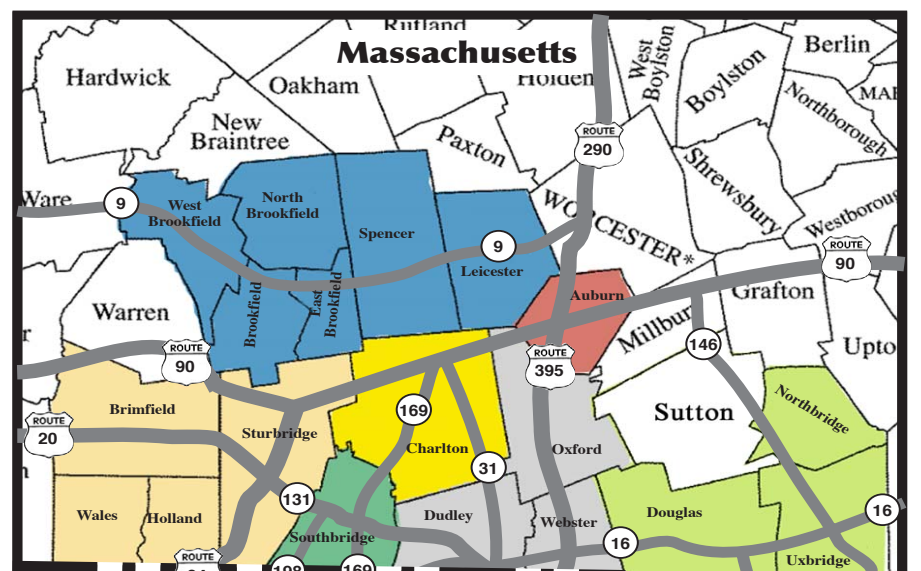 Rutland
Massachusetts
Berlin
Hardwick
Oakham
Holden
West
Boylston
Boylston
MAR
Northborough
New
Braintree
Paxton
ROUTE
290
Shrewsbury
Ware
9
West
Brookfield
North
Brookfield
WORCESTER*
Westboroug
Spencer
9
Leicester
ROUTE
90
Auburn
Grafton
Brookfield
East
Brookfield
Warren
Millbury
146
Upto
ROUTE
90
ROUTE
395
Brimfield
169
Sutton
Northbridge
ROUTE
20
Sturbridge
Charlton
Oxford
31
131
Wales
Holland
Dudley
Webster
Douglas
16
Southbridge
16
Uxbridge
ROUTE
198
169